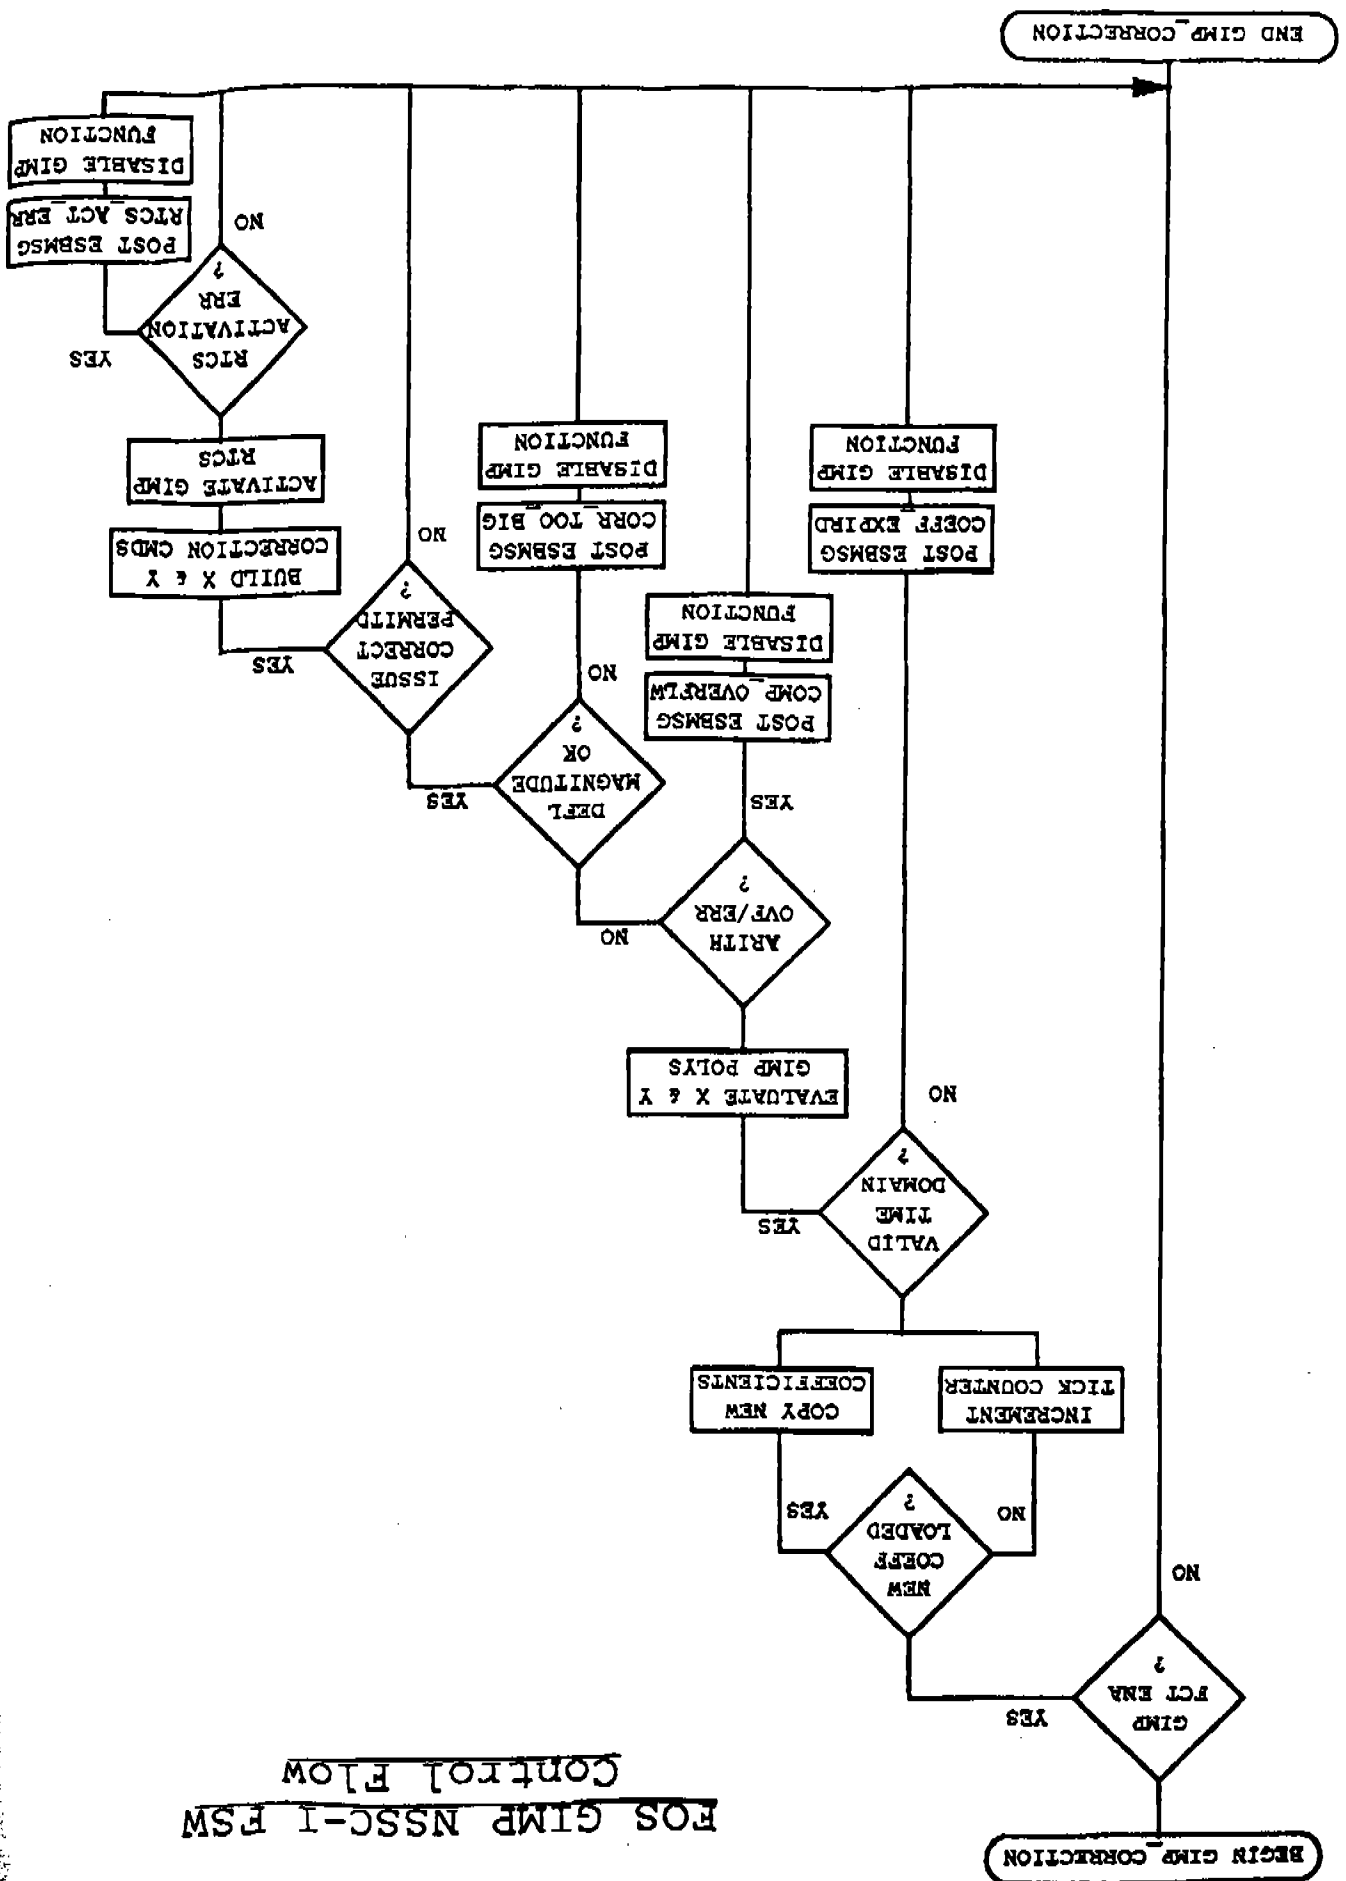 FOS GIMP NSSC-I FSW
Control Flow
BEGIN GIMP_CORRECTION
GIMP
FCT ENA
?
YES
NO
NEW
COEFF
LOADED
?
NO
YES
INCREMENT
TICK COUNTER
COPY NEW
COEFFICIENTS
VALID
TIME
DOMAIN
?
YES
NO
EVALUATE X & Y
GIMP POLYS
ARITH
OVF/ERR
?
NO
YES
POST ESBMSG
COMP_OVERFLW
DISABLE GIMP
FUNCTION
DEFL
MAGNITUDE
OK
?
YES
NO
POST ESBMSG
COEFF_EXPIRD
DISABLE GIMP
FUNCTION
POST ESBMSG
CORR_TOO_BIG
DISABLE GIMP
FUNCTION
ISSUE
CORRECT
PERMITD
?
YES
NO
BUILD X & Y
CORRECTION CMDS
ACTIVATE GIMP
RTCS
RTCS
ACTIVATION
ERR
?
YES
NO
POST ESBMSG
RTCS_ACT_ERR
DISABLE GIMP
FUNCTION
END GIMP_CORRECTION